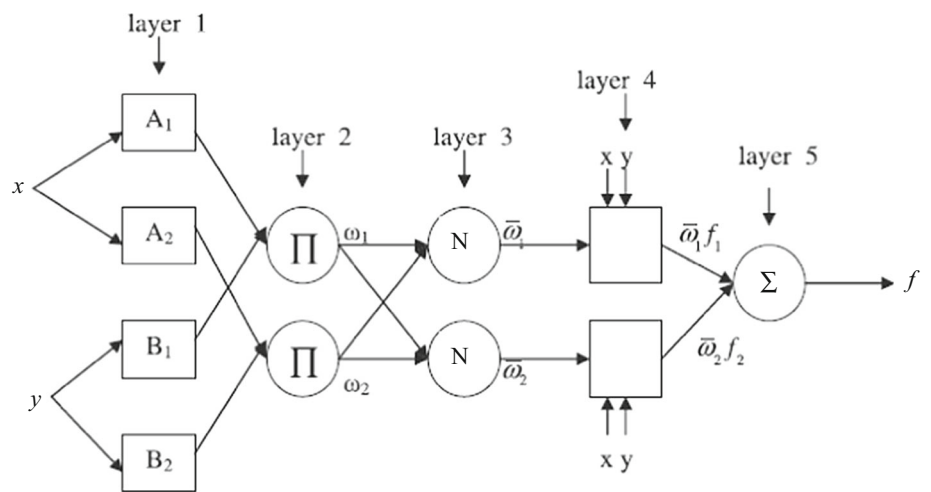 layer 1
layer 2
layer 3
layer 4
layer 5
x
y
A1
A2
B1
B2
∏
∏
ω1
ω2
N
N
ω̅1
ω̅2
x y
x y
ω̅1f1
ω̅2f2
Σ
f